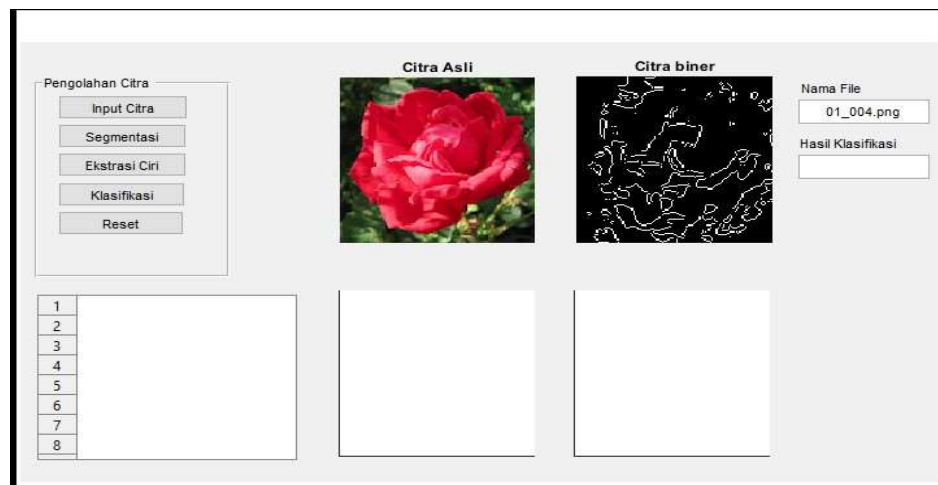 Pengolahan Citra
Input Citra
Segmentasi
Ekstrasi Ciri
Klasifikasi
Reset
Citra Asli
Citra biner
Nama File
01_004.png
Hasil Klasifikasi
1
2
3
4
5
6
7
8